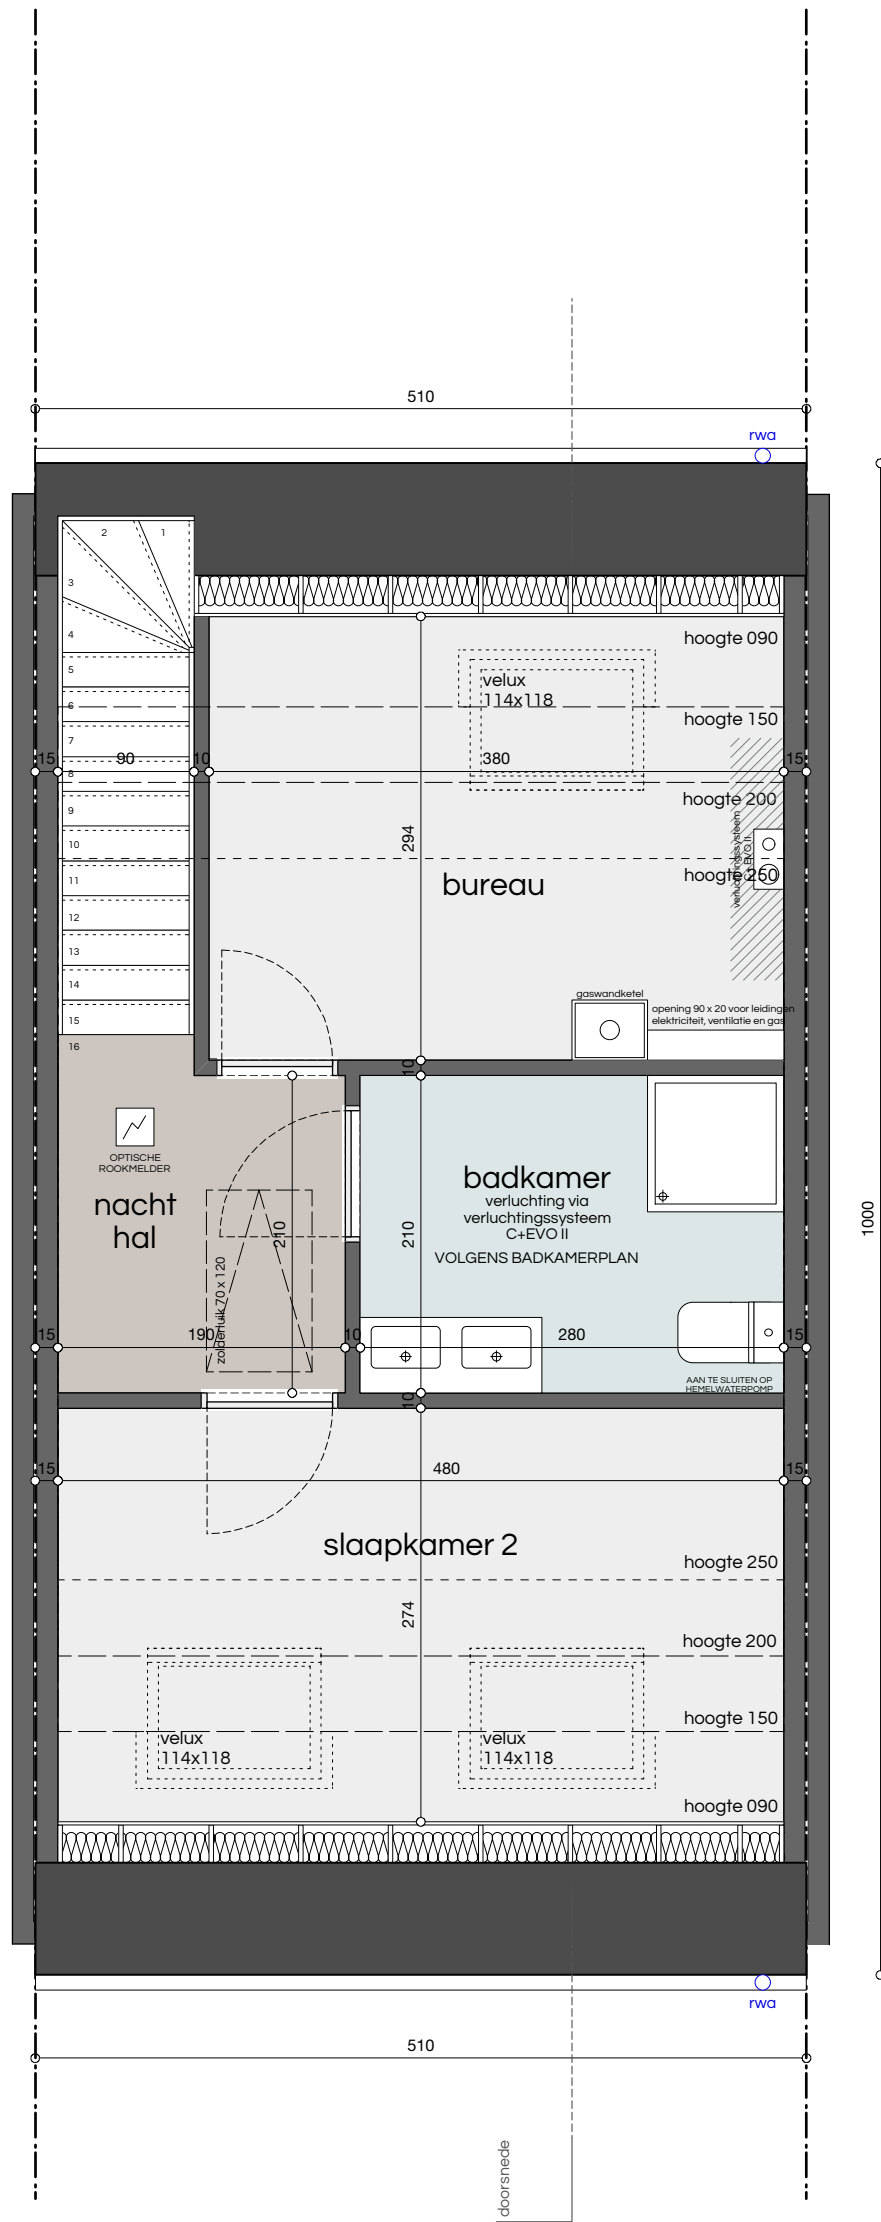 510
rwa
2
1
3
4
5
6
7
8
9
10
11
12
13
14
15
16
hoogte 090
velux
114x118
hoogte 150
15
90
10
380
15
hoogte 200
294
verluchtingssysteem
C+EVO II
hoogte 250
bureau
gaswandketel
opening 90 x 20 voor leidingen
elektriciteit, ventilatie en gas
10
OPTISCHE
ROOKMELDER
nacht
hal
210
zolderluik 70 x 120
210
badkamer
verluchting via
verluchtingssysteem
C+EVO II
VOLGENS BADKAMERPLAN
1000
15
190
10
280
15
AAN TE SLUITEN OP
HEMELWATERPOMP
10
15
480
15
slaapkamer 2
hoogte 250
274
hoogte 200
hoogte 150
velux
114x118
velux
114x118
hoogte 090
rwa
510
doorsnede